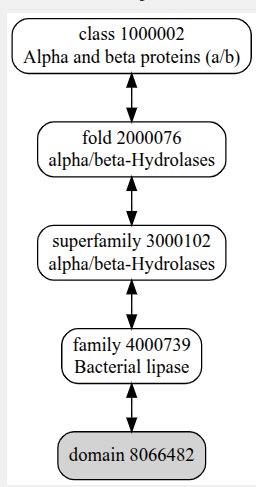 class 1000002
Alpha and beta proteins (a/b)
fold 2000076
alpha/beta-Hydrolases
superfamily 3000102
alpha/beta-Hydrolases
family 4000739
Bacterial lipase
domain 8066482